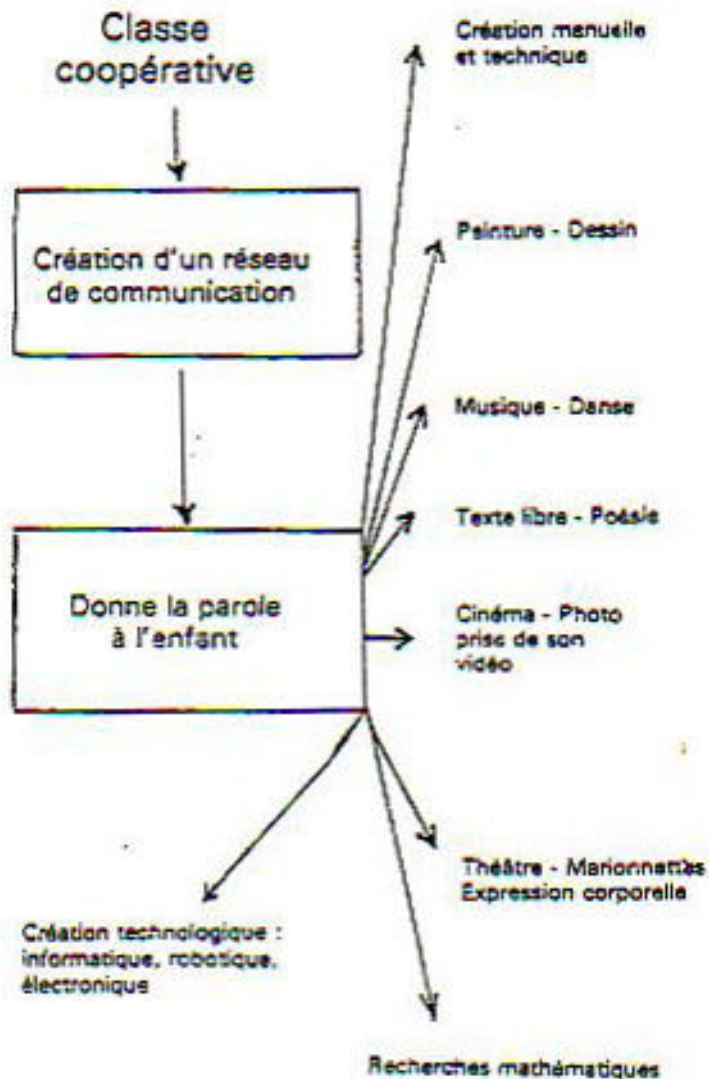 Classe
coopérative
Création manuelle
et technique
Création d'un réseau
de communication
Peinture - Dessin
Musique - Danse
Texte libre - Poésie
Donne la parole
à l'enfant
Cinéma - Photo
prise de son
vidéo
Théâtre - Marionnettes
Expression corporelle
Création technologique :
informatique, robotique,
électronique
Recherches mathématiques